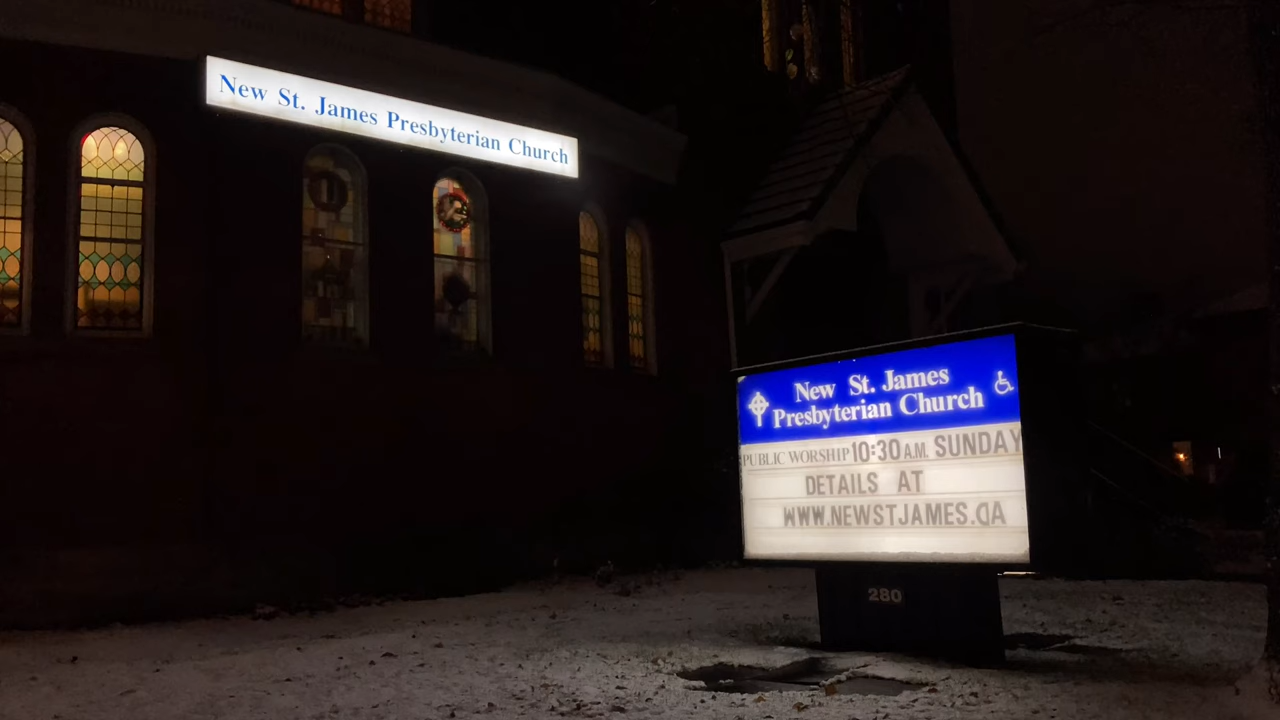 New St. James Presbyterian Church
New St. James
Presbyterian Church
PUBLIC WORSHIP 10:30 A.M. SUNDAY
DETAILS AT
WWW.NEWSTJAMES.CA
280